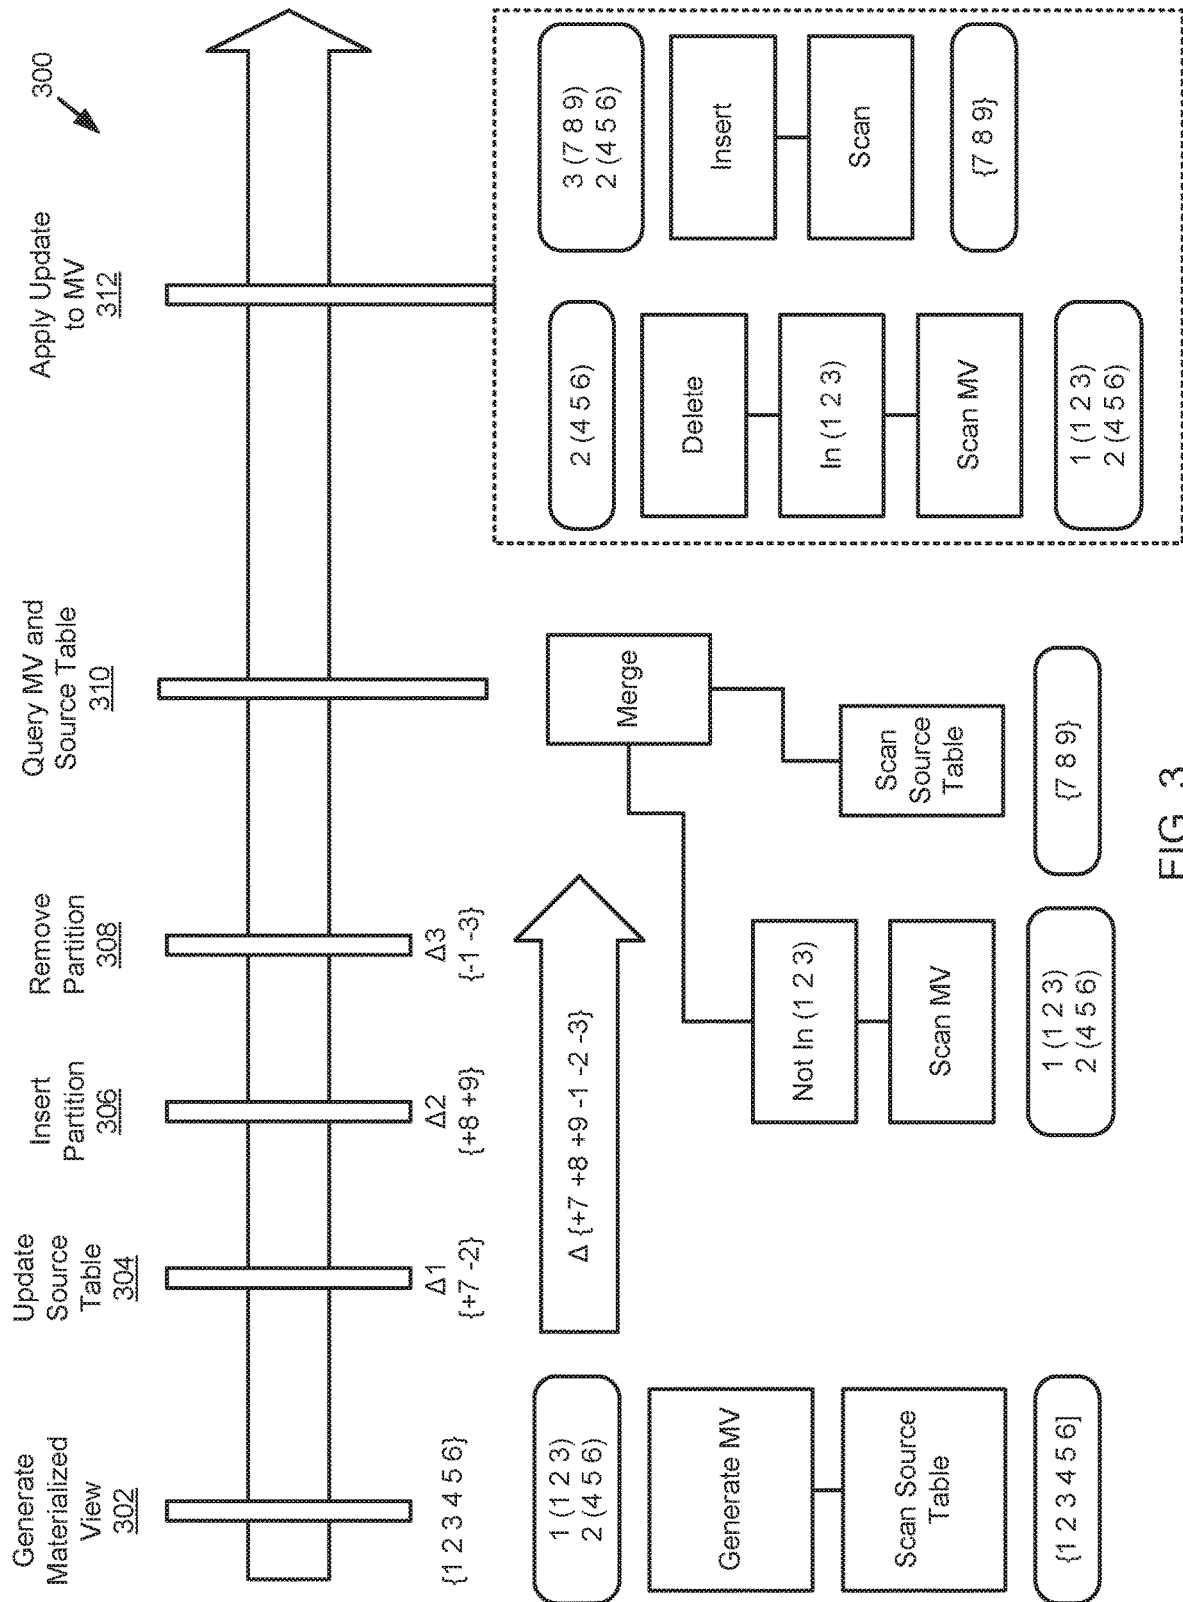 300
Generate
Materialized
View
302
Update
Source
Table
304
Insert
Partition
306
Remove
Partition
308
Query MV and
Source Table
310
Apply Update
to MV
312
{1 2 3 4 5 6}
Δ1
{+7 -2}
Δ2
{+8 +9}
Δ3
{-1 -3}
1 (1 2 3)
2 (4 5 6)
Generate MV
Scan Source
Table
{1 2 3 4 5 6]
Δ {+7 +8 +9 -1 -2 -3}
Merge
Not In (1 2 3)
Scan MV
1 (1 2 3)
2 (4 5 6)
Scan
Source
Table
{7 8 9}
2 (4 5 6)
Delete
In (1 2 3)
Scan MV
1 (1 2 3)
2 (4 5 6)
3 (7 8 9)
2 (4 5 6)
Insert
Scan
{7 8 9}
FIG. 3